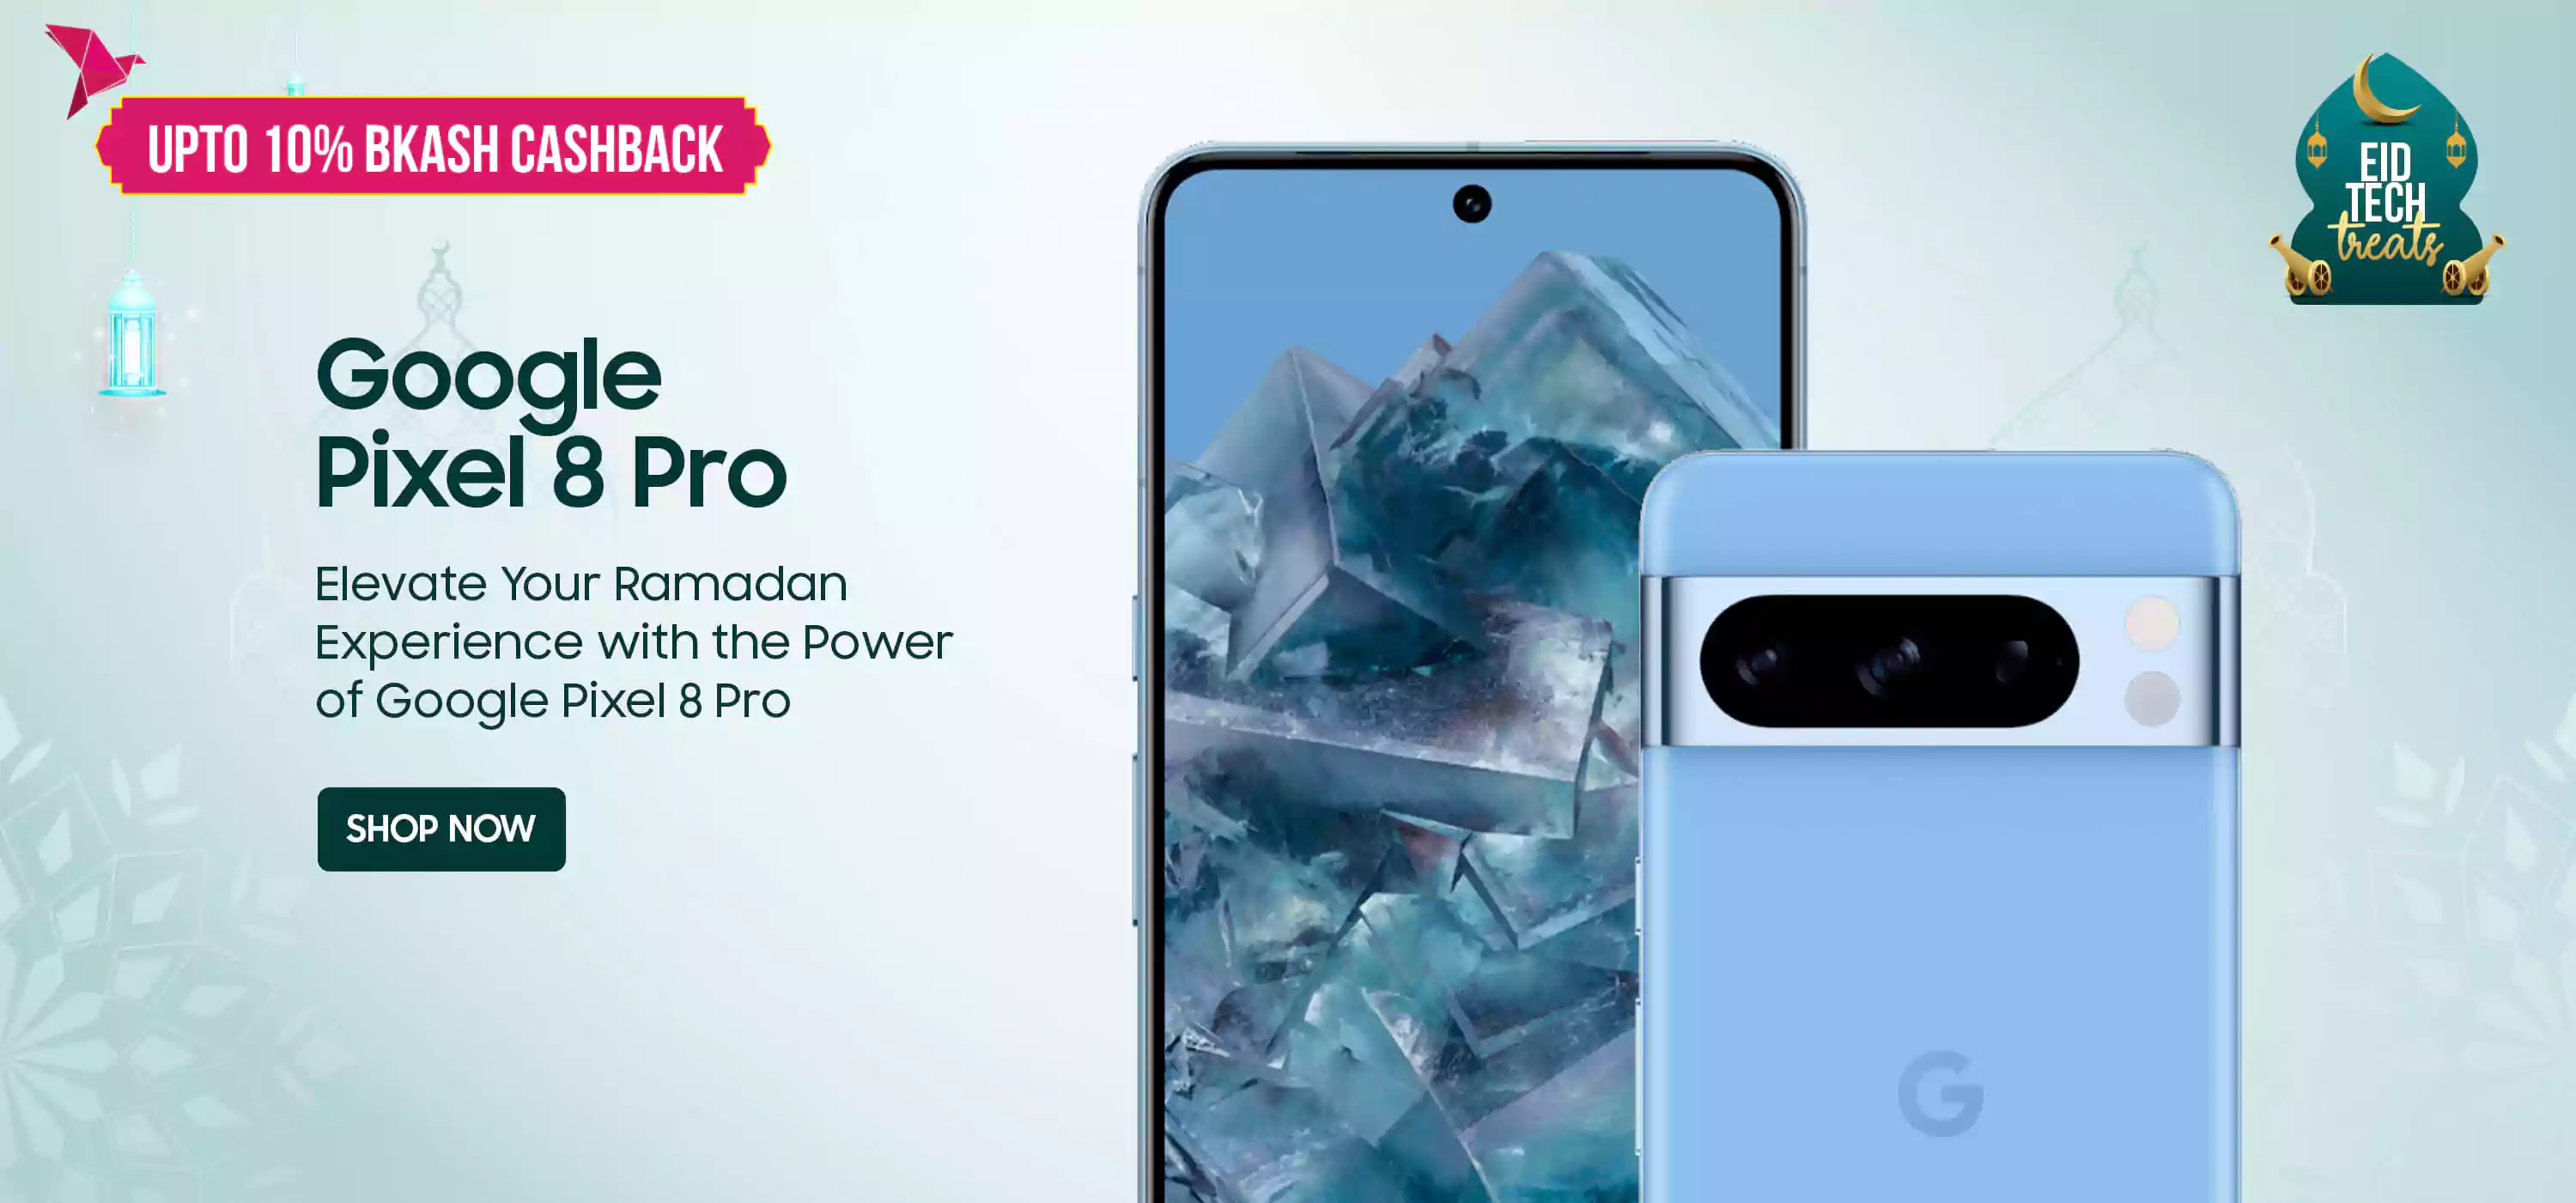 UPTO 10% BKASH CASHBACK
EID
TECH
treats
Google
Pixel 8 Pro
Elevate Your Ramadan
Experience with the Power
of Google Pixel 8 Pro
SHOP NOW
G